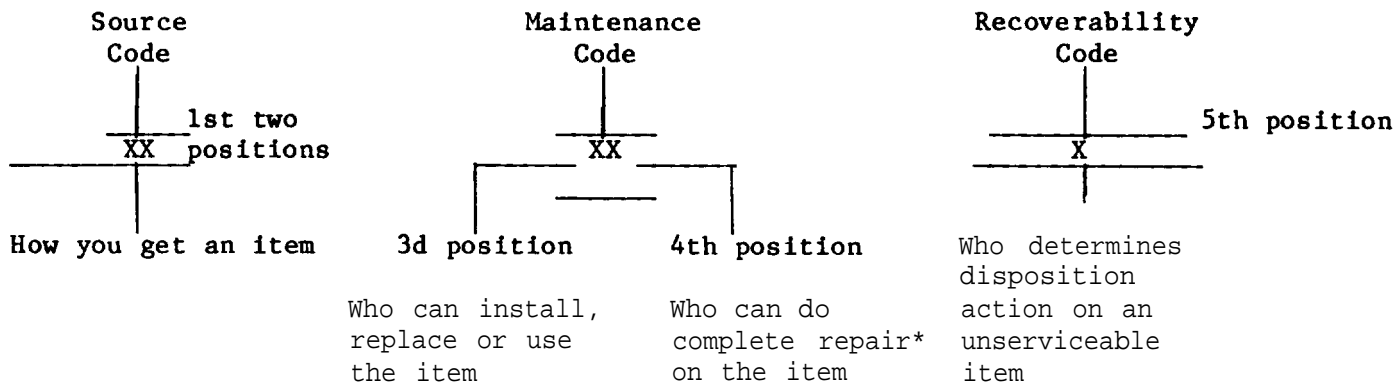 Source
Code
1st two
XX positions
How you get an item
Maintenance
Code
XX
3d position
Who can install,
replace or use
the item
4th position
Who can do
complete repair*
on the item
Recoverability
Code
5th position
X
Who determines
disposition
action on an
unserviceable
item